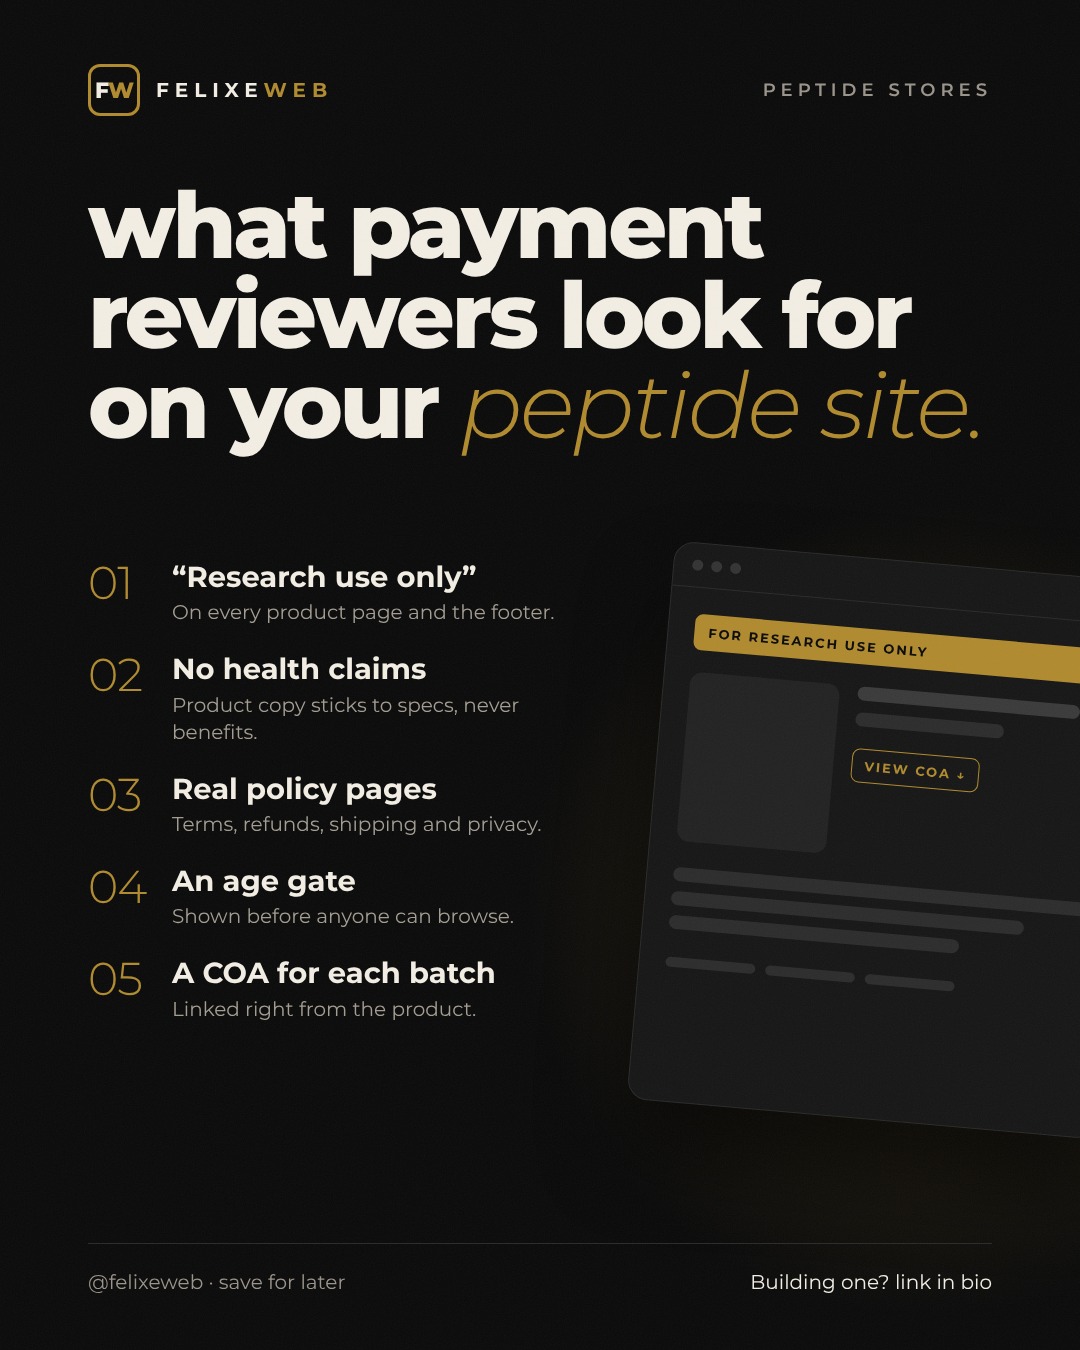 FW FELIXEWEB
PEPTIDE STORES
what payment
reviewers look for
on your peptide site.
01 “Research use only”
On every product page and the footer.
02 No health claims
Product copy sticks to specs, never
benefits.
03 Real policy pages
Terms, refunds, shipping and privacy.
04 An age gate
Shown before anyone can browse.
05 A COA for each batch
Linked right from the product.
FOR RESEARCH USE ONLY
VIEW COA ↓
@felixeweb · save for later
Building one? link in bio